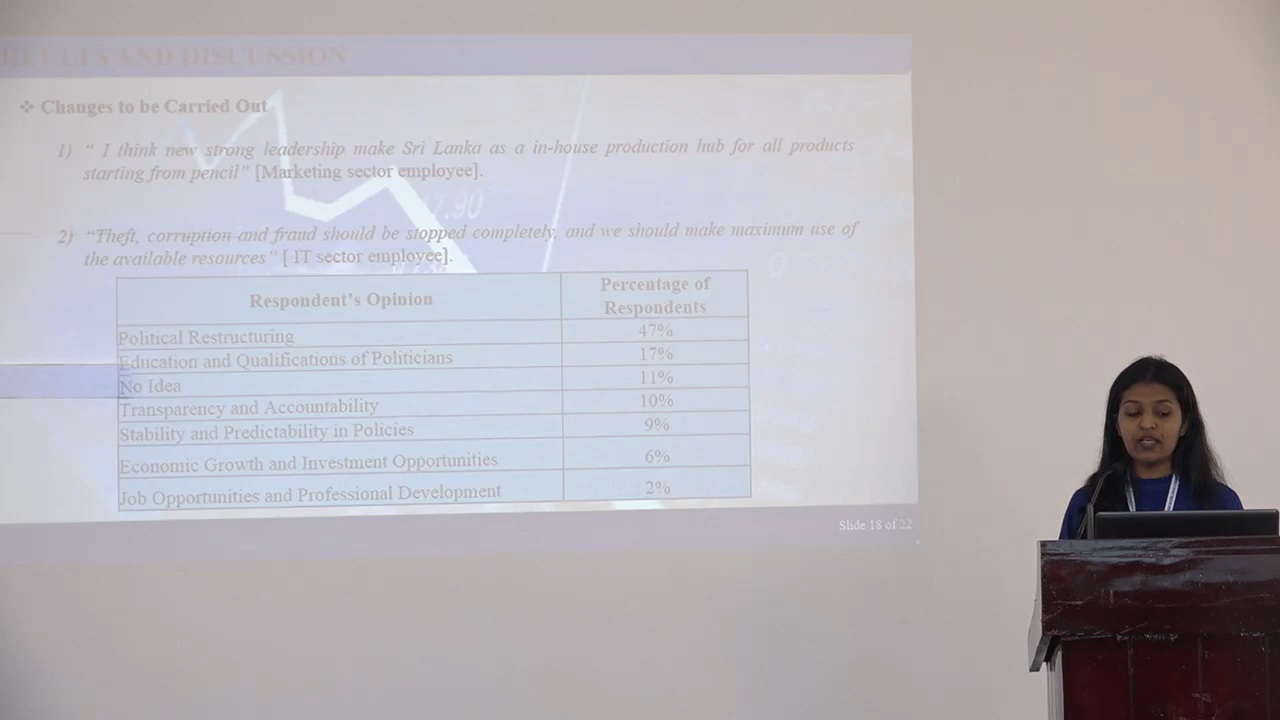 RESULTS AND DISCUSSION
❖ Changes to be Carried Out
1) “ I think new strong leadership make Sri Lanka as a in-house production hub for all products
starting from pencil” [Marketing sector employee].
2) “Theft, corruption and fraud should be stopped completely, and we should make maximum use of
the available resources” [ IT sector employee].
Respondent’s Opinion Percentage of
Respondents
Political Restructuring 47%
Education and Qualifications of Politicians 17%
No Idea 11%
Transparency and Accountability 10%
Stability and Predictability in Policies 9%
Economic Growth and Investment Opportunities 6%
Job Opportunities and Professional Development 2%
Slide 18 of 22